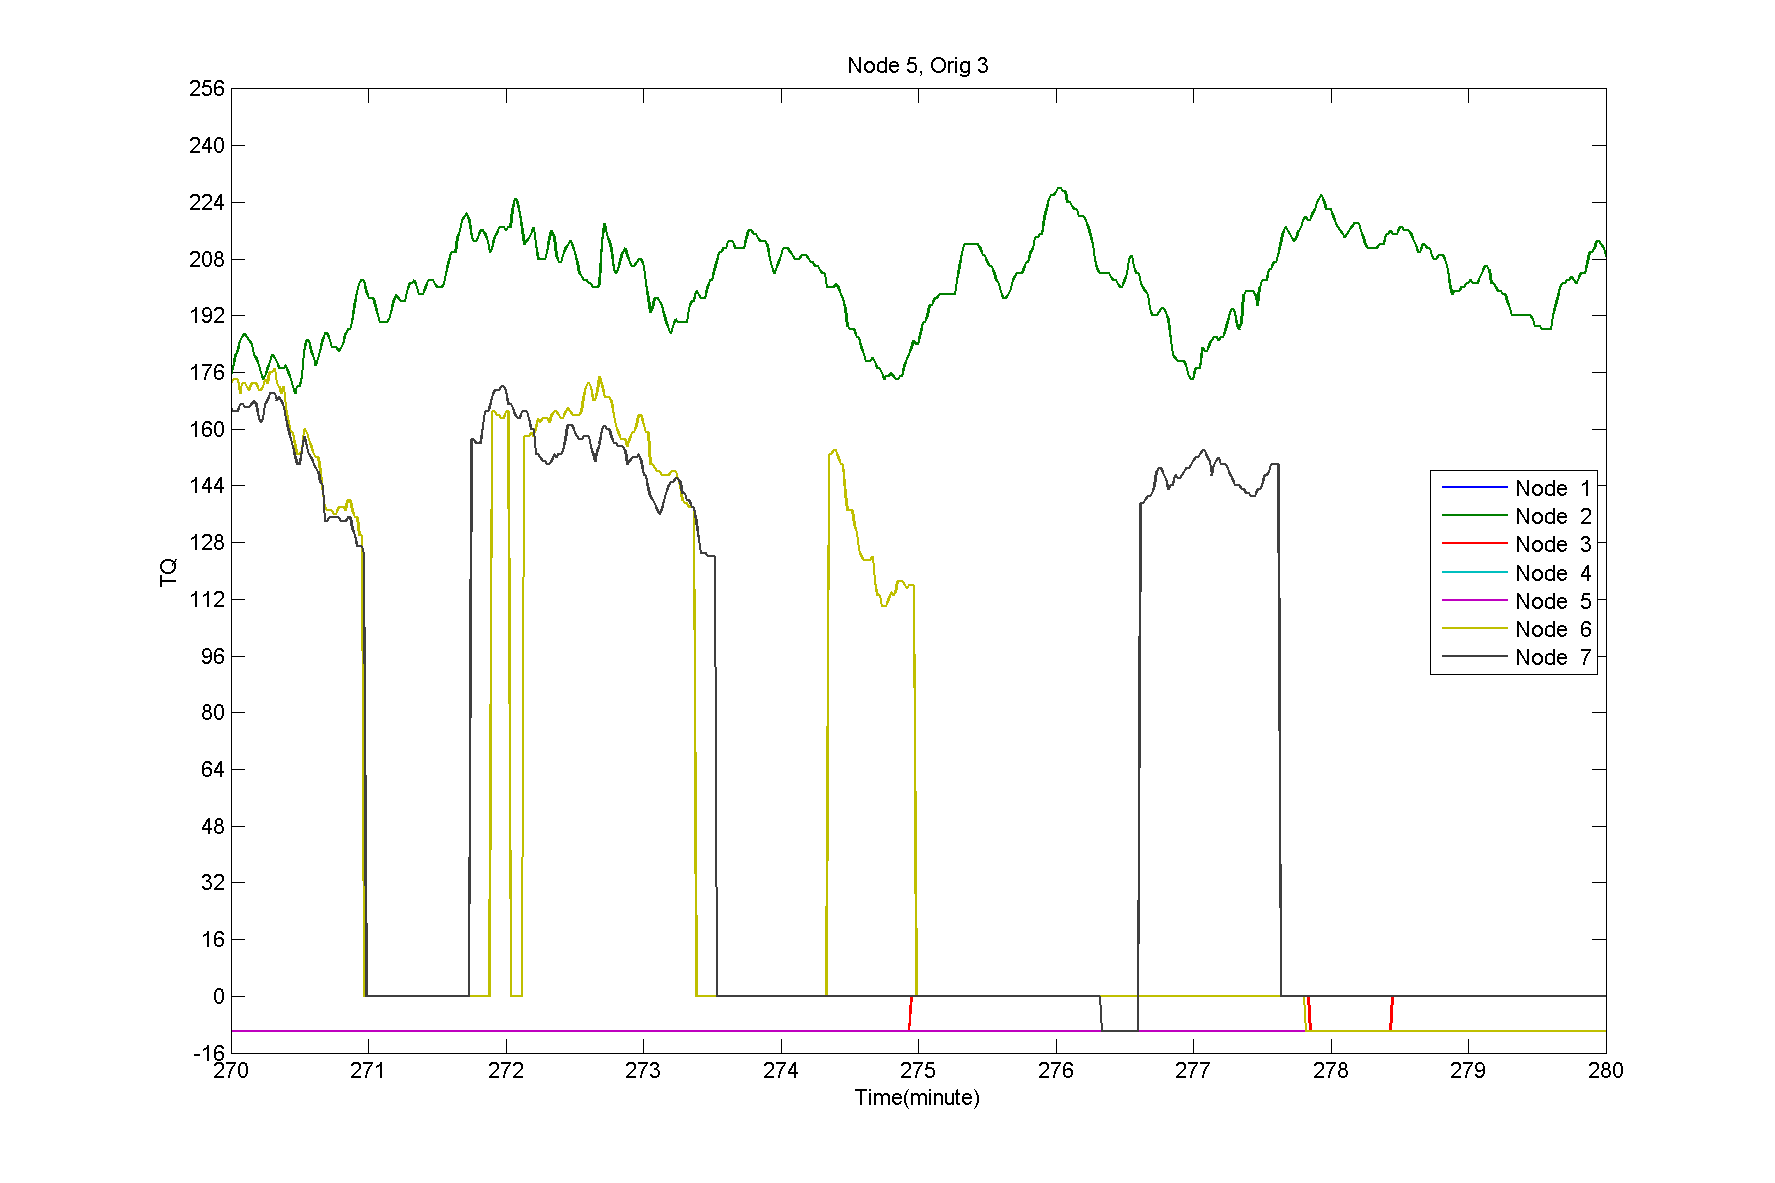 Node 5, Orig 3
256
240
224
208
192
176
160
144
128
112
96
80
64
48
32
16
0
-16
TQ
Node 1
Node 2
Node 3
Node 4
Node 5
Node 6
Node 7
270 271 272 273 274 275 276 277 278 279 280
Time(minute)